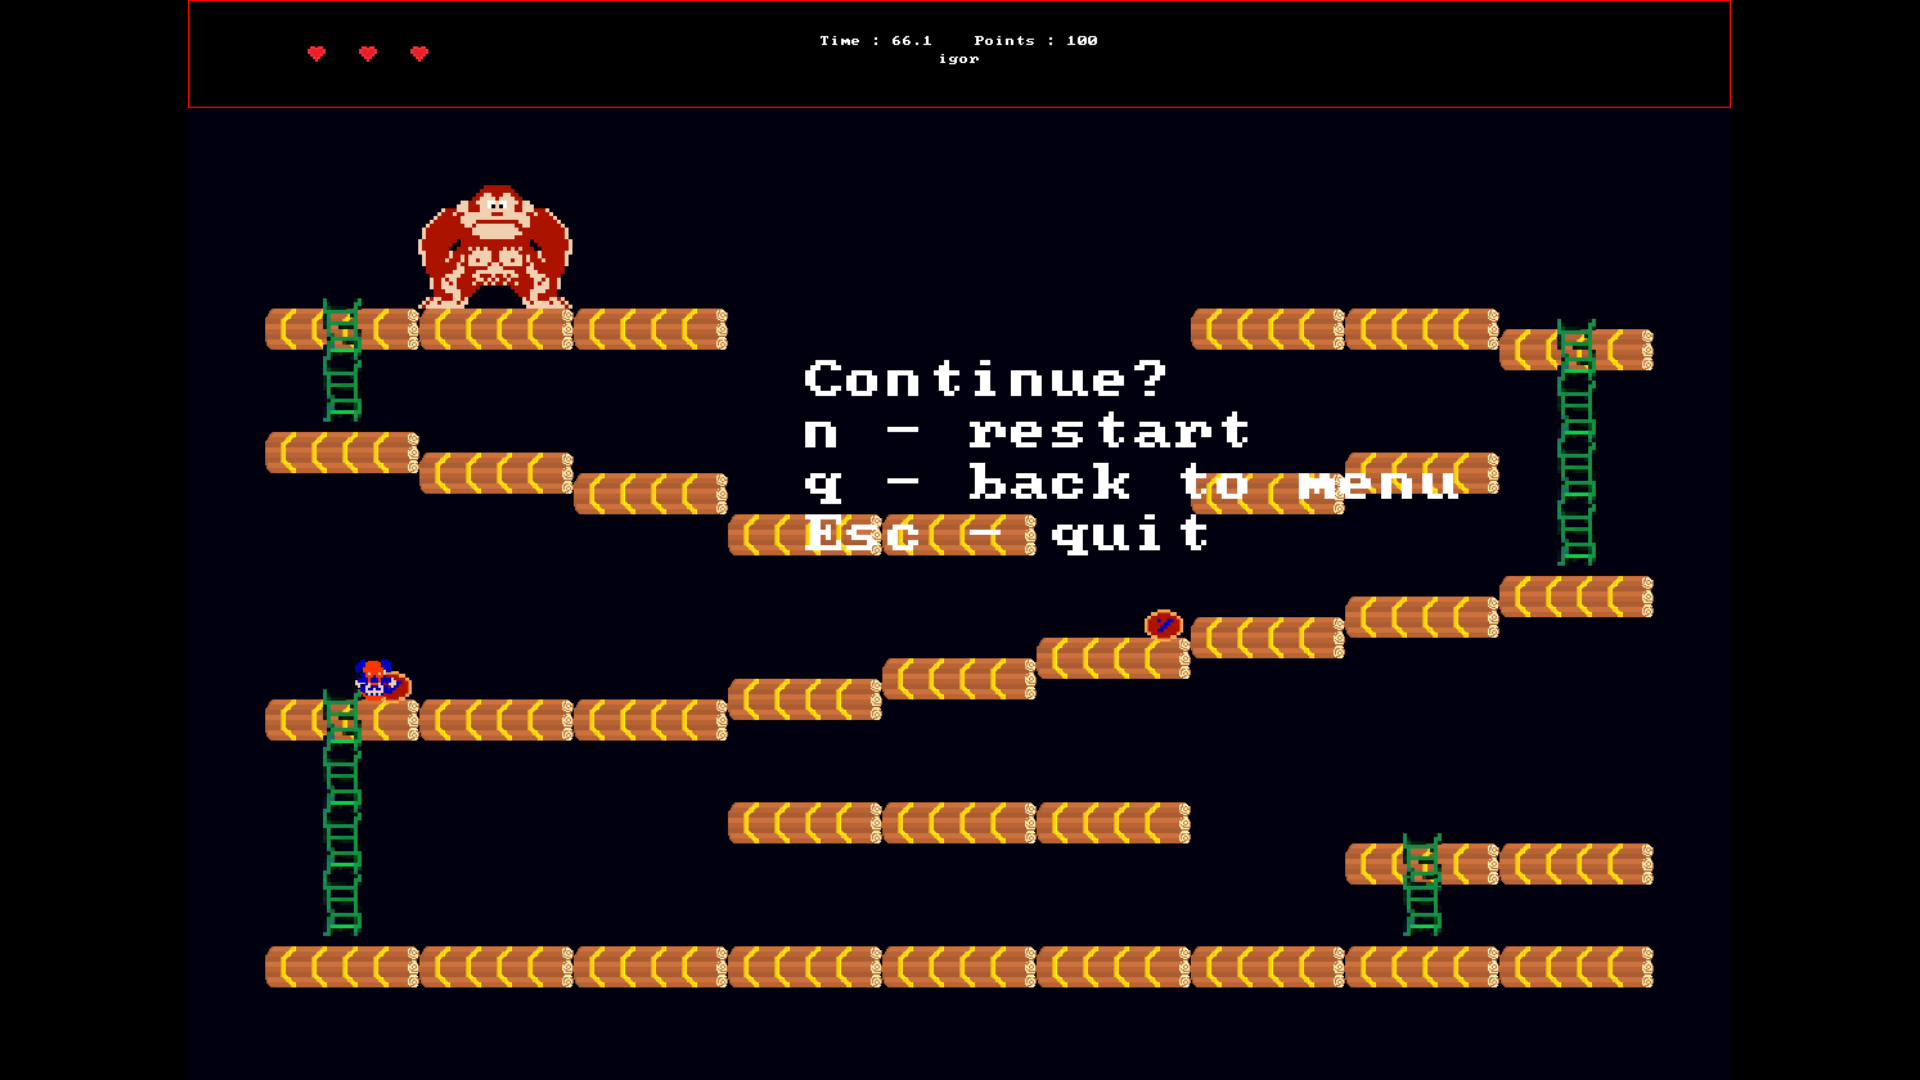 Time : 66.1 Points : 100
igor
Continue?
n - restart
q - back to menu
Esc - quit